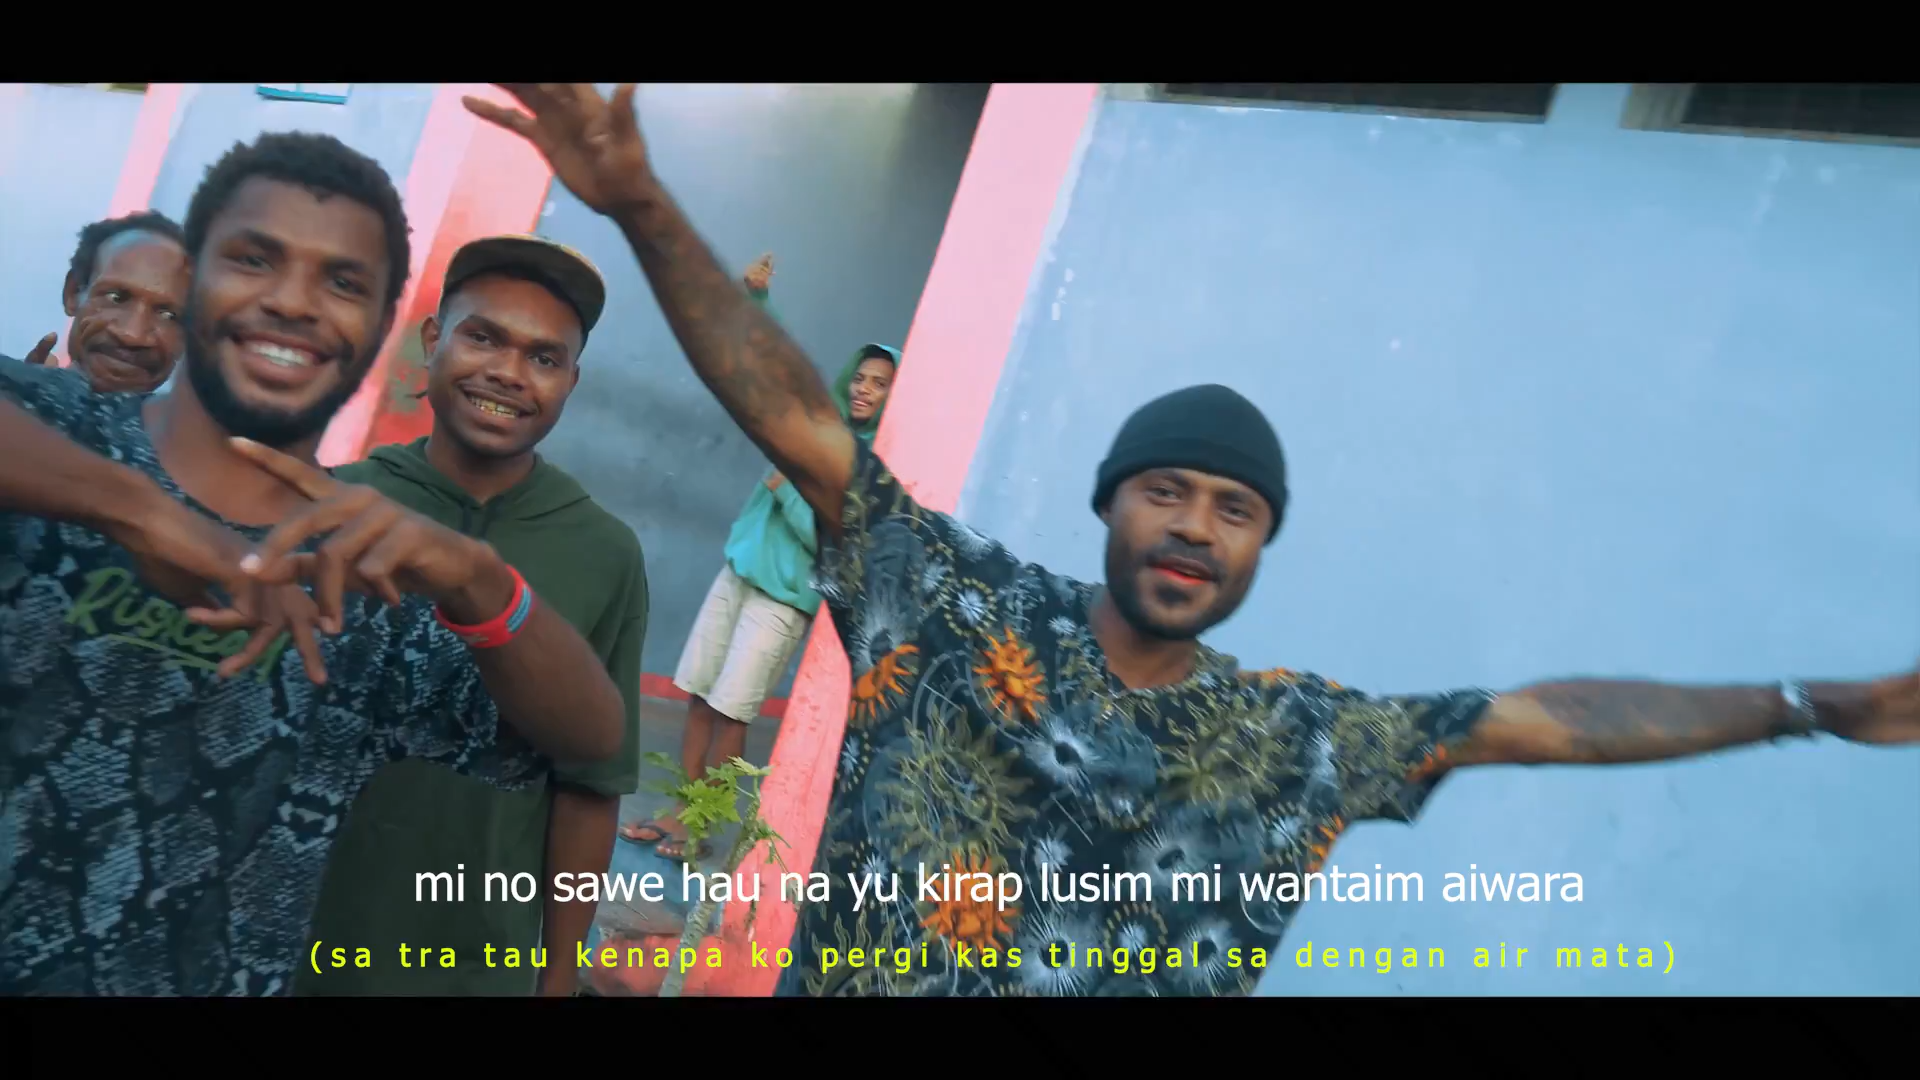 mi no sawe hau na yu kirap lusim mi wantaim aiwara
(sa tra tau kenapa ko pergi kas tinggal sa dengan air mata)